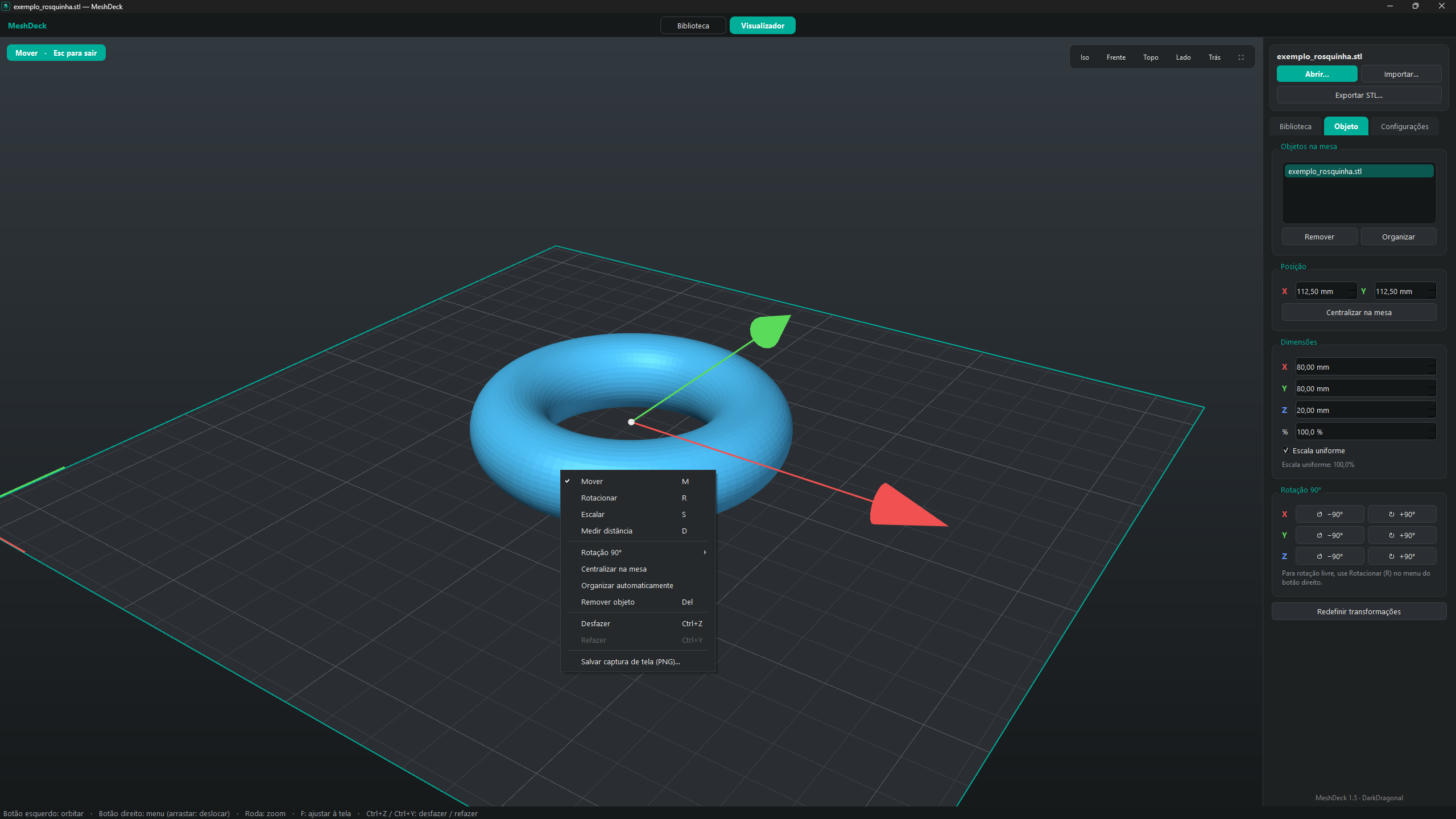 exemplo_rosquinha.stl — MeshDeck
MeshDeck
Biblioteca
Visualizador
Mover · Esc para sair
Iso Frente Topo Lado Trás
exemplo_rosquinha.stl
Abrir... Importar...
Exportar STL...
Biblioteca Objeto Configurações
Objetos na mesa
exemplo_rosquinha.stl
Remover Organizar
Posição
X 112,50 mm Y 112,50 mm
Centralizar na mesa
Dimensões
X 80,00 mm
Y 80,00 mm
Z 20,00 mm
% 100,0 %
✓ Escala uniforme
Escala uniforme: 100,0%
Rotação 90°
X ↺ −90° ↻ +90°
Y ↺ −90° ↻ +90°
Z ↺ −90° ↻ +90°
Para rotação livre, use Rotacionar (R) no menu do
botão direito.
Redefinir transformações
✓ Mover M
Rotacionar R
Escalar S
Medir distância D
Rotação 90° ›
Centralizar na mesa
Organizar automaticamente
Remover objeto Del
Desfazer Ctrl+Z
Refazer Ctrl+Y
Salvar captura de tela (PNG)...
MeshDeck 1.5 · DarkDragonal
Botão esquerdo: orbitar · Botão direito: menu (arrastar: deslocar) · Roda: zoom · F: ajustar à tela · Ctrl+Z / Ctrl+Y: desfazer / refazer